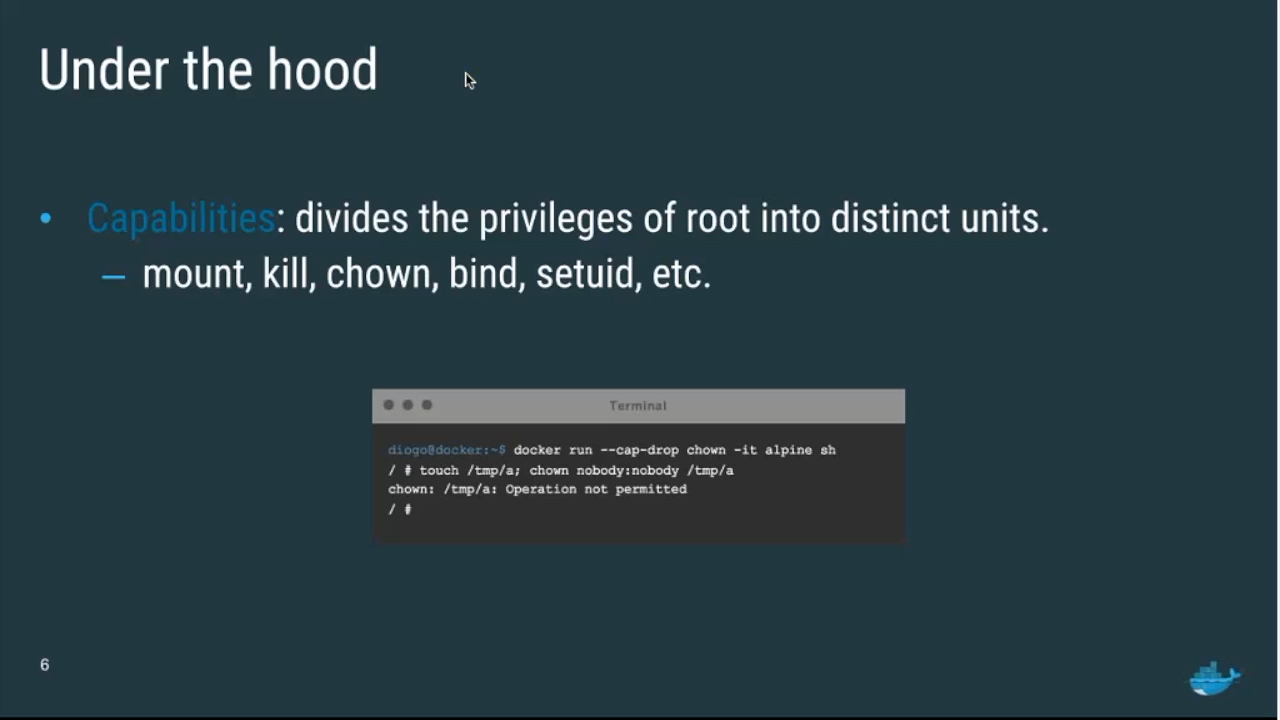 Under the hood
• Capabilities: divides the privileges of root into distinct units.
– mount, kill, chown, bind, setuid, etc.
Terminal
diogo@docker:~$ docker run --cap-drop chown -it alpine sh
/ # touch /tmp/a; chown nobody:nobody /tmp/a
chown: /tmp/a: Operation not permitted
/ #
6